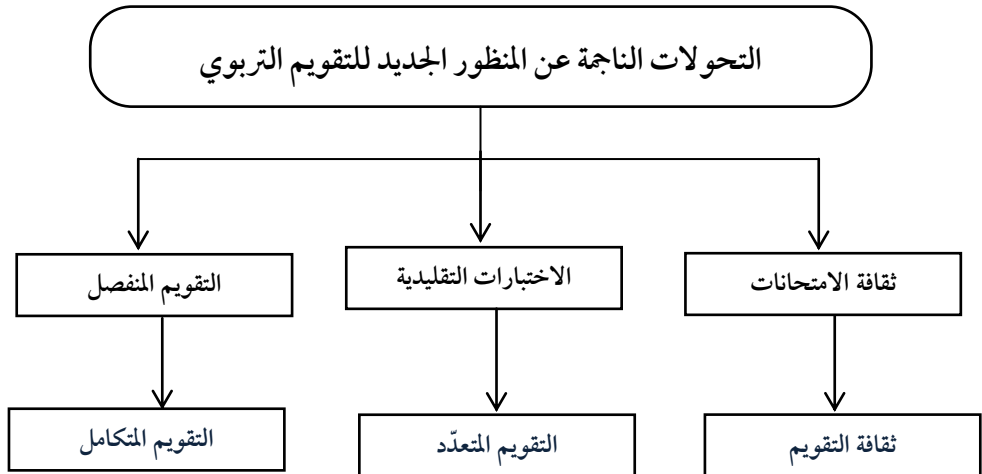 التحولات الناجمة عن المنظور الجديد للتقويم التربوي
ثقافة الامتحانات
الاختبارات التقليدية
التقويم المنفصل
ثقافة التقويم
التقويم المتعدّد
التقويم المتكامل